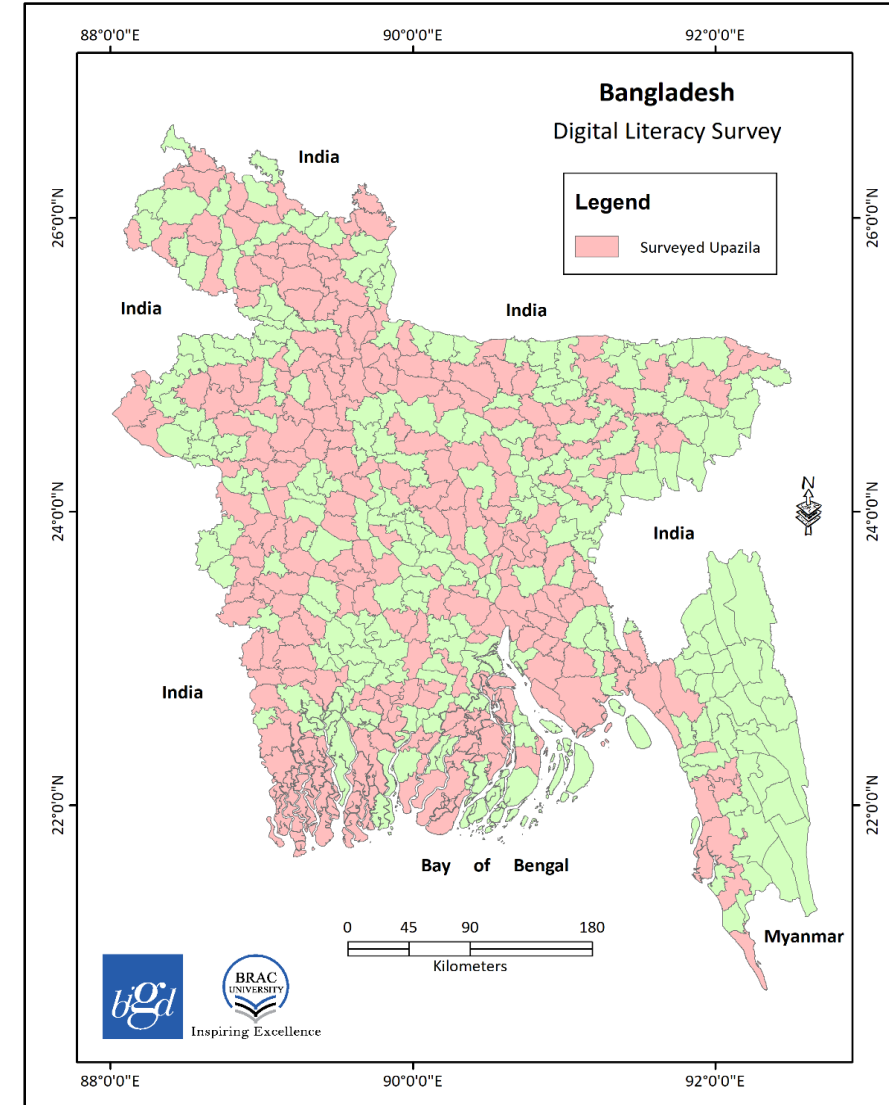 88°0'0"E 90°0'0"E 92°0'0"E
Bangladesh
Digital Literacy Survey
India
Legend
Surveyed Upazila
26°0'0"N 26°0'0"N
India
India
N
24°0'0"N 24°0'0"N
India
India
22°0'0"N 22°0'0"N
Bay of Bengal
0 45 90 180
Kilometers
Myanmar
bigd
BRAC
UNIVERSITY
Inspiring Excellence
88°0'0"E 90°0'0"E 92°0'0"E